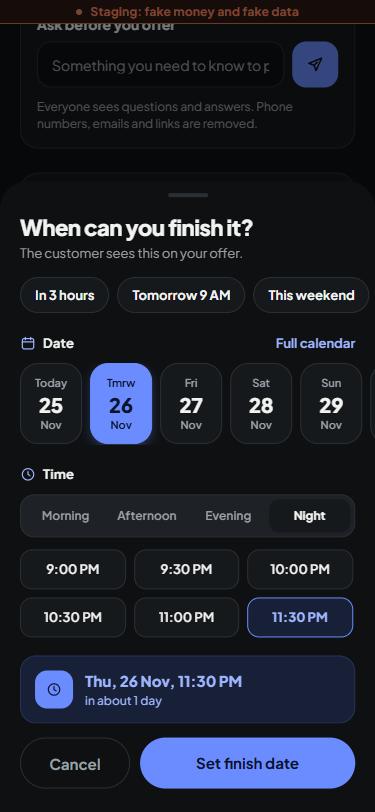 Staging: fake money and fake data
Ask before you offer
Something you need to know to p
Everyone sees questions and answers. Phone
numbers, emails and links are removed.
When can you finish it?
The customer sees this on your offer.
In 3 hours
Tomorrow 9 AM
This weekend
Date
Full calendar
Today
25
Nov
Tmrw
26
Nov
Fri
27
Nov
Sat
28
Nov
Sun
29
Nov
Time
Morning
Afternoon
Evening
Night
9:00 PM
9:30 PM
10:00 PM
10:30 PM
11:00 PM
11:30 PM
Thu, 26 Nov, 11:30 PM
in about 1 day
Cancel
Set finish date